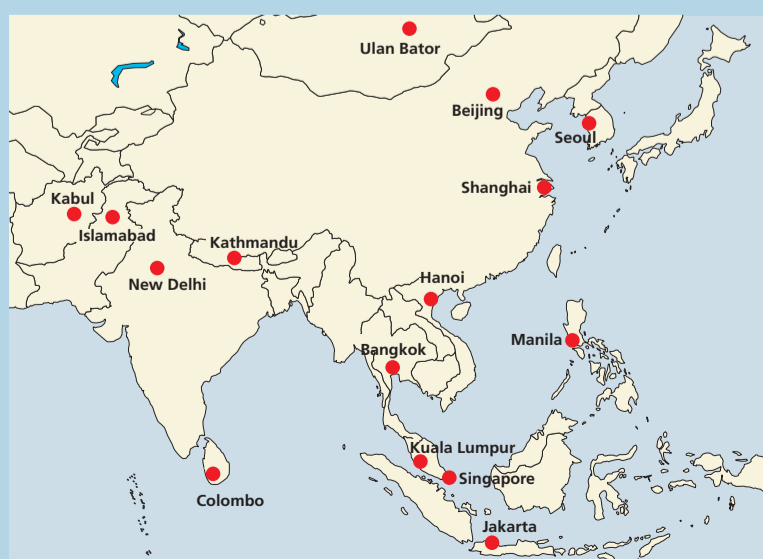 Ulan Bator
Beijing
Seoul
Shanghai
Kabul
Islamabad
Kathmandu
New Delhi
Hanoi
Manila
Bangkok
Kuala Lumpur
Singapore
Colombo
Jakarta